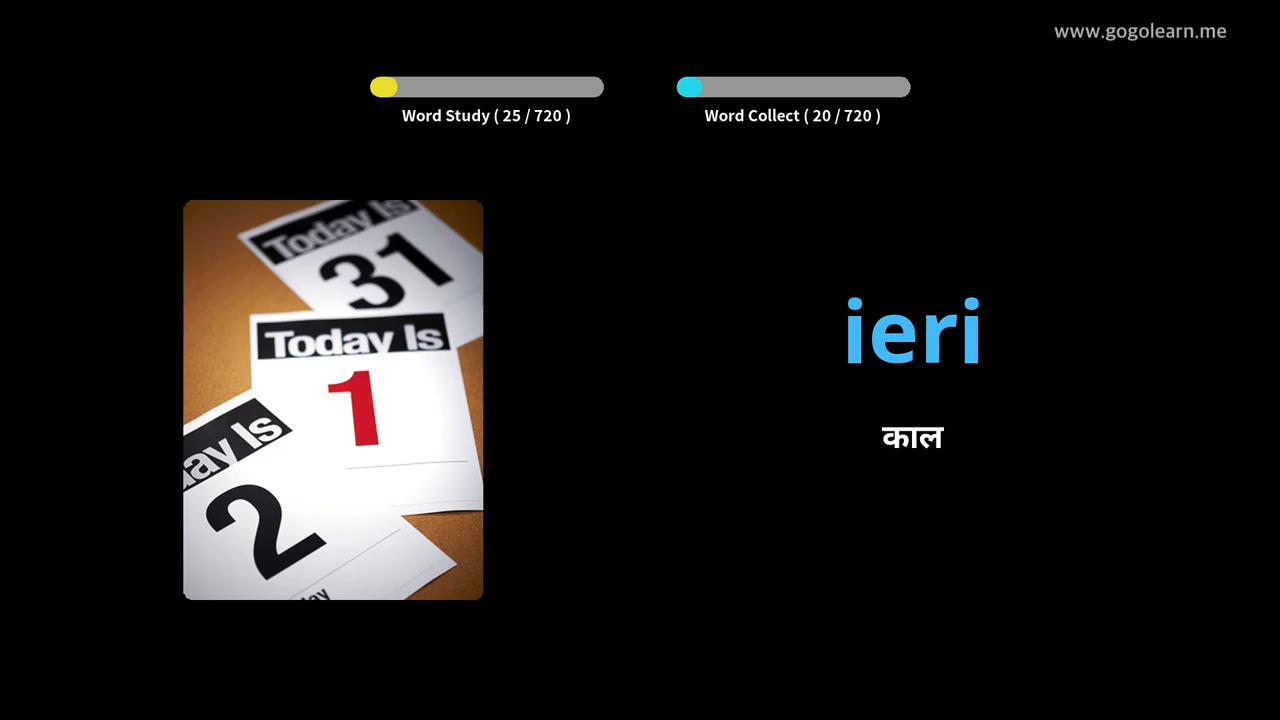 www.gogolearn.me
Word Study ( 25 / 720 )
Word Collect ( 20 / 720 )
Today Is
31
Today Is
1
ay Is
2
ieri
काल